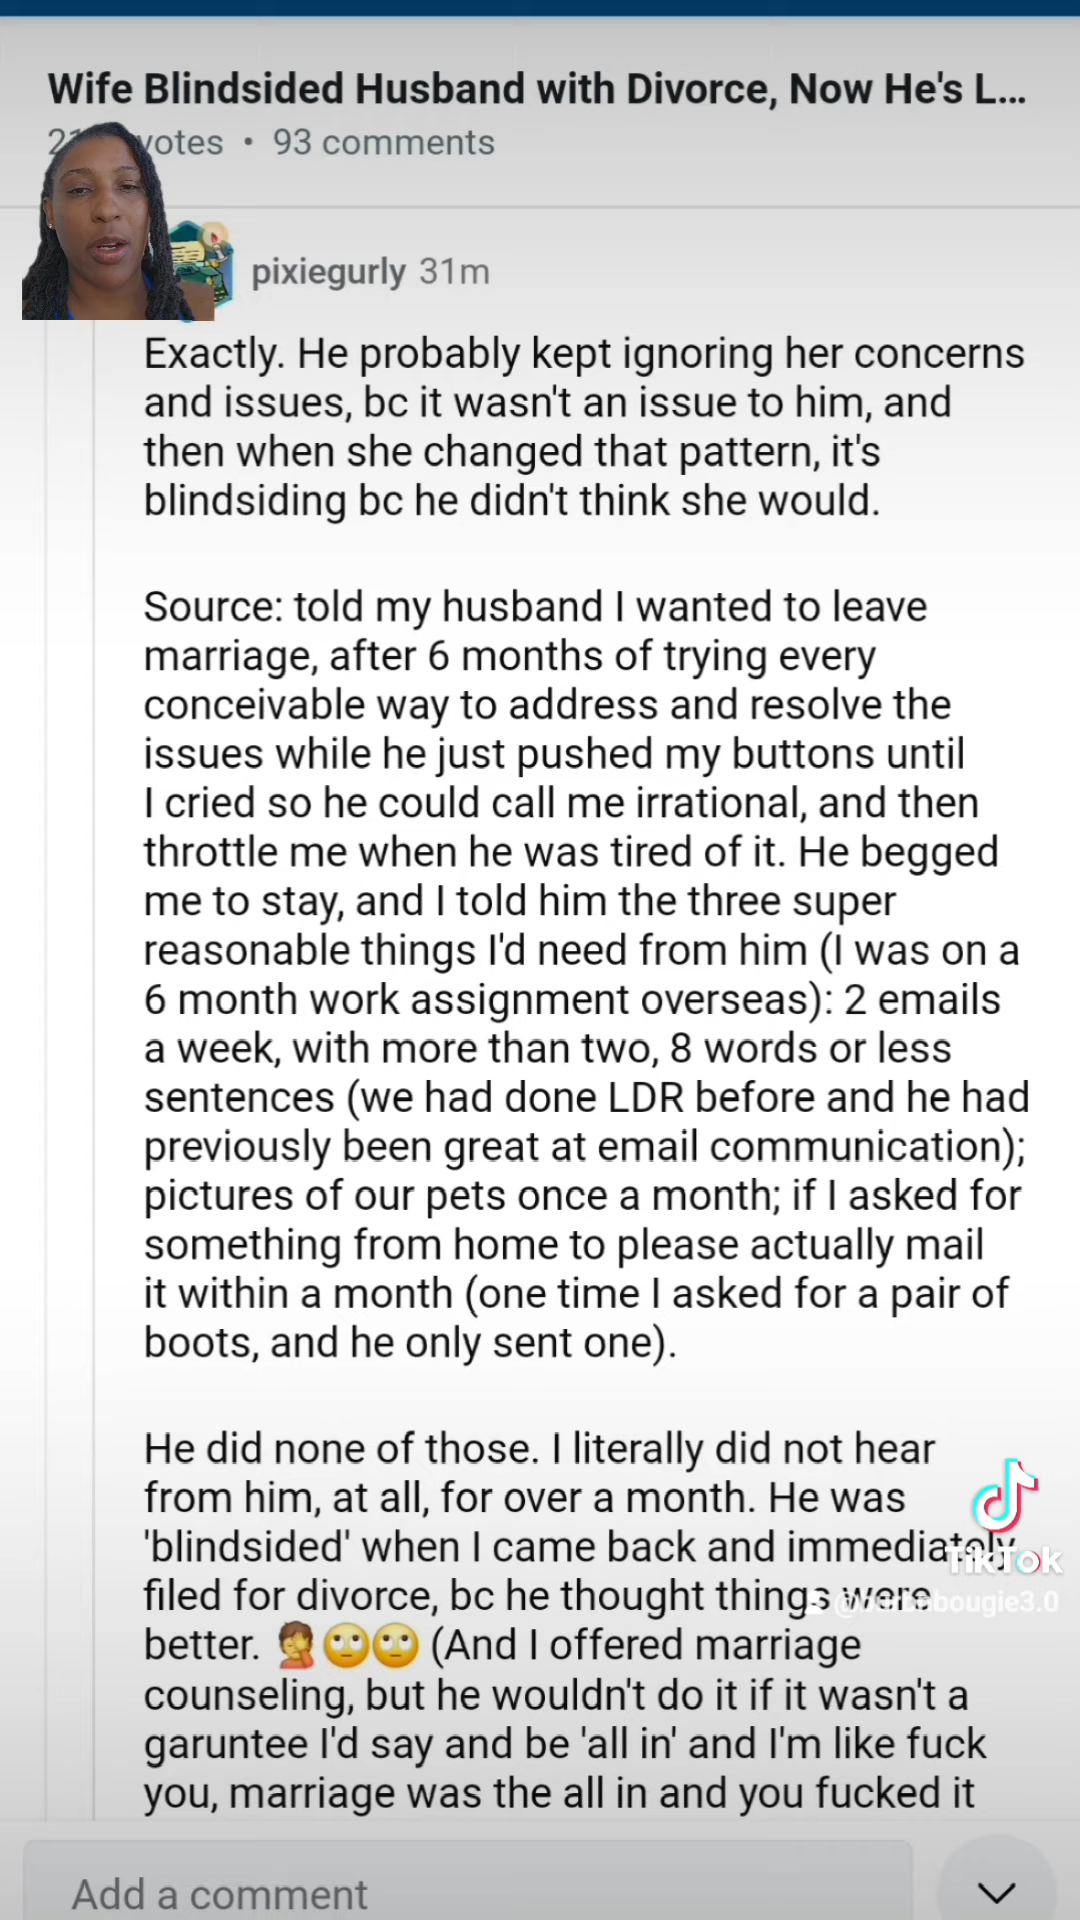 Wife Blindsided Husband with Divorce, Now He's L...
votes • 93 comments
pixiegurly 31m
Exactly. He probably kept ignoring her concerns
and issues, bc it wasn't an issue to him, and
then when she changed that pattern, it's
blindsiding bc he didn't think she would.
Source: told my husband I wanted to leave
marriage, after 6 months of trying every
conceivable way to address and resolve the
issues while he just pushed my buttons until
I cried so he could call me irrational, and then
throttle me when he was tired of it. He begged
me to stay, and I told him the three super
reasonable things I'd need from him (I was on a
6 month work assignment overseas): 2 emails
a week, with more than two, 8 words or less
sentences (we had done LDR before and he had
previously been great at email communication);
pictures of our pets once a month; if I asked for
something from home to please actually mail
it within a month (one time I asked for a pair of
boots, and he only sent one).
He did none of those. I literally did not hear
from him, at all, for over a month. He was
'blindsided' when I came back and immediately
filed for divorce, bc he thought things were
better. 🤦🙄🙄 (And I offered marriage
counseling, but he wouldn't do it if it wasn't a
garuntee I'd say and be 'all in' and I'm like fuck
you, marriage was the all in and you fucked it
TikTok
Add a comment